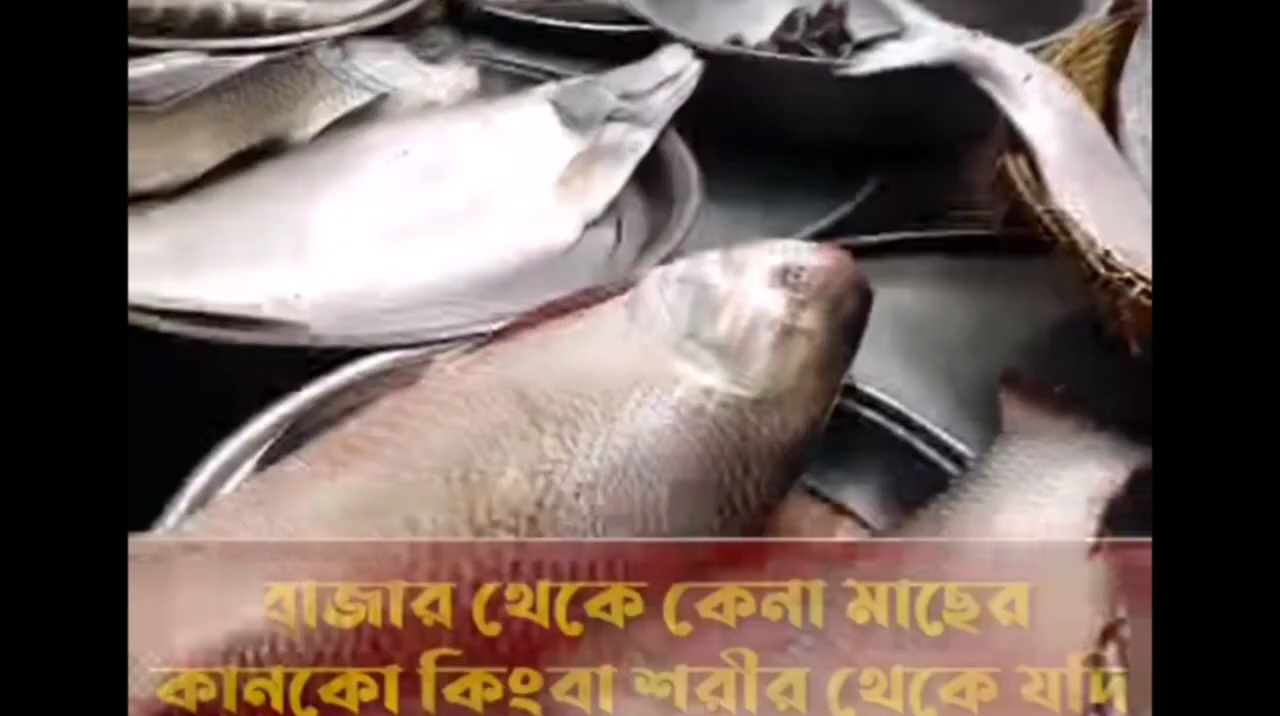 বাজার থেকে কেনা মাছের
কানকো কিংবা শরীর থেকে যদি